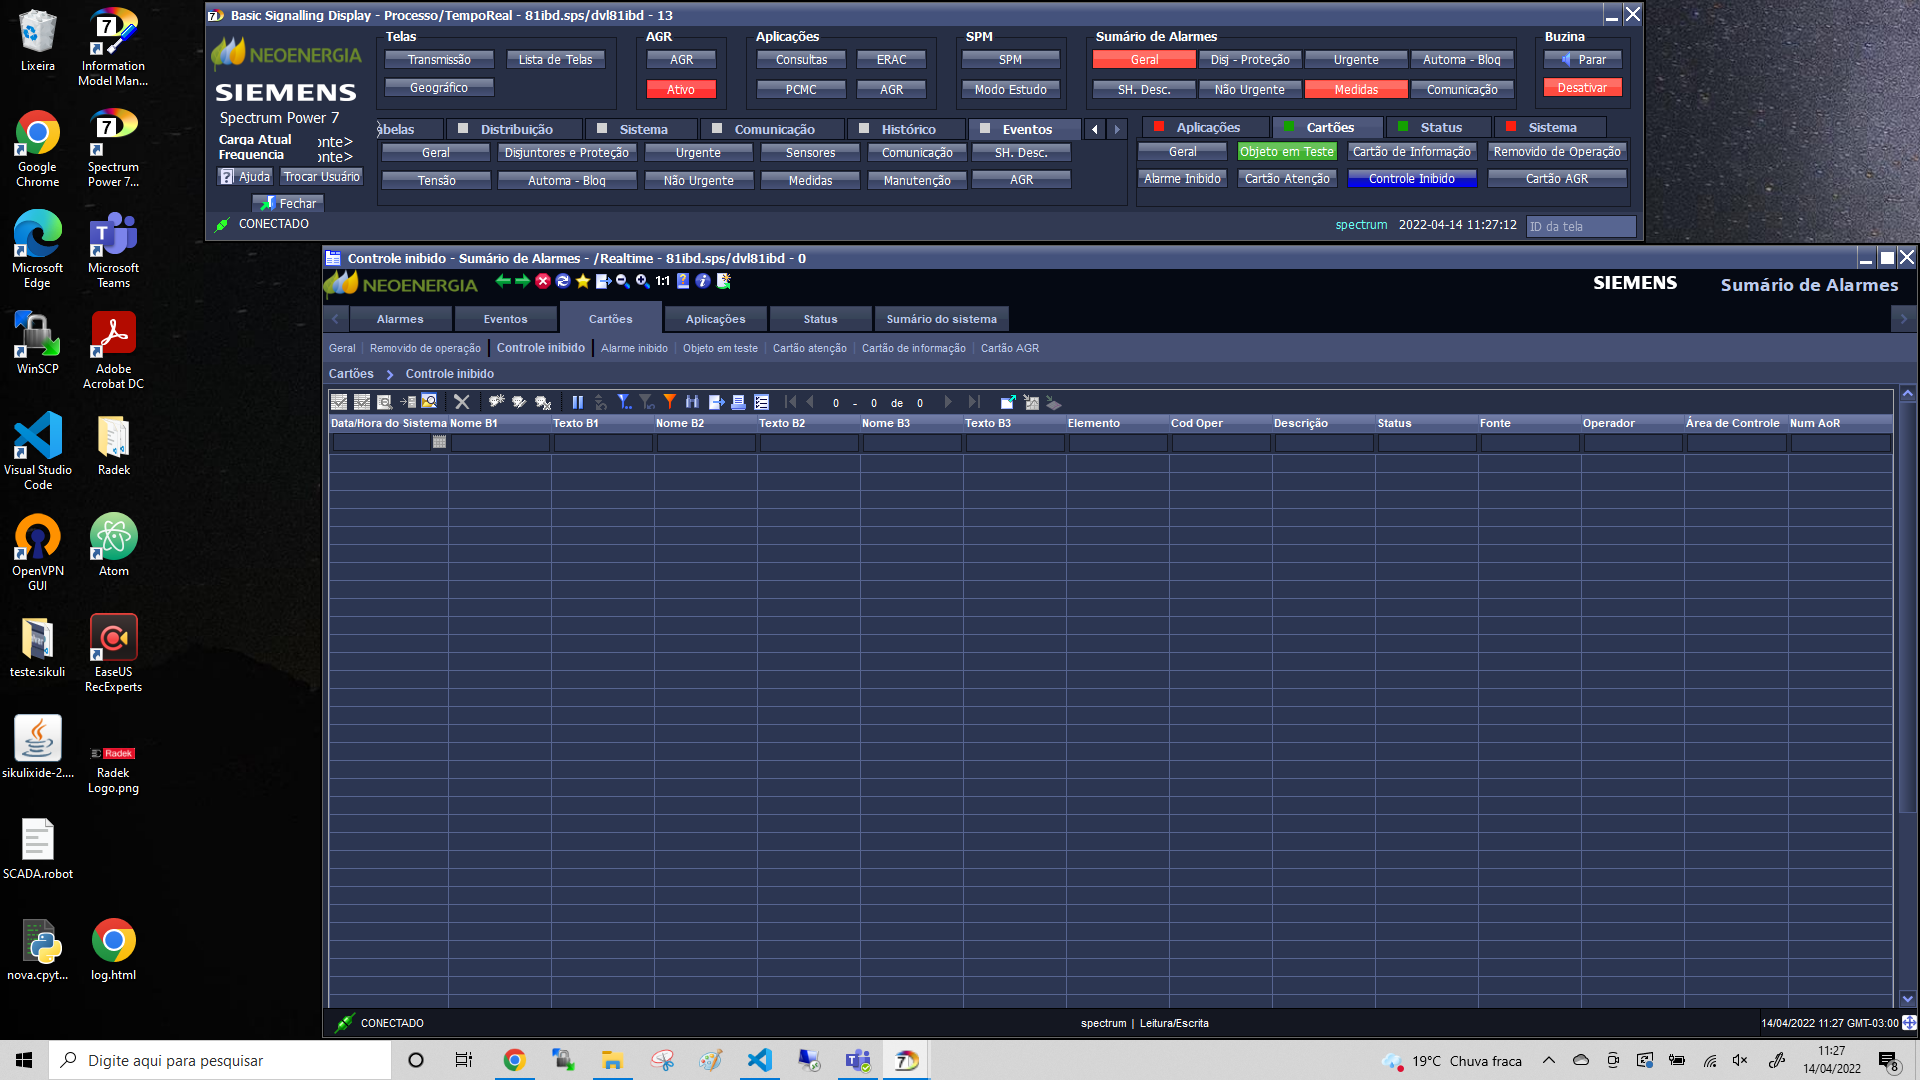 Lixeira
Information Model Man...
Google Chrome
Spectrum Power 7...
Microsoft Edge
Microsoft Teams
WinSCP
Adobe Acrobat DC
Visual Studio Code
Radek
OpenVPN GUI
Atom
teste.sikuli
EaseUS RecExperts
sikulixide-2....
Radek
Radek Logo.png
SCADA.robot
nova.cpyt...
log.html
Basic Signalling Display - Processo/TempoReal - 81ibd.sps/dvl81ibd - 13
NEOENERGIA
SIEMENS
Spectrum Power 7
Carga Atual onte>
Frequencia onte>
Ajuda Trocar Usuário
Fechar
CONECTADO
Telas
Transmissão Lista de Telas
Geográfico
AGR
AGR
Ativo
Aplicações
Consultas ERAC
PCMC AGR
SPM
SPM
Modo Estudo
Sumário de Alarmes
Geral Disj - Proteção Urgente Automa - Bloq
SH. Desc. Não Urgente Medidas Comunicação
Buzina
Parar
Desativar
abelas Distribuição Sistema Comunicação Histórico Eventos
Geral Disjuntores e Proteção Urgente Sensores Comunicação SH. Desc.
Tensão Automa - Bloq Não Urgente Medidas Manutenção AGR
Aplicações Cartões Status Sistema
Geral Objeto em Teste Cartão de Informação Removido de Operação
Alarme Inibido Cartão Atenção Controle Inibido Cartão AGR
spectrum 2022-04-14 11:27:12 ID da tela
Controle inibido - Sumário de Alarmes - /Realtime - 81ibd.sps/dvl81ibd - 0
NEOENERGIA 1:1 SIEMENS Sumário de Alarmes
Alarmes Eventos Cartões Aplicações Status Sumário do sistema
Geral Removido de operação Controle inibido Alarme inibido Objeto em teste Cartão atenção Cartão de informação Cartão AGR
Cartões > Controle inibido
0 - 0 de 0
Data/Hora do Sistema Nome B1 Texto B1 Nome B2 Texto B2 Nome B3 Texto B3 Elemento Cod Oper Descrição Status Fonte Operador Área de Controle Num AoR
CONECTADO spectrum | Leitura/Escrita 14/04/2022 11:27 GMT-03:00
Digite aqui para pesquisar
19°C Chuva fraca
11:27
14/04/2022
8